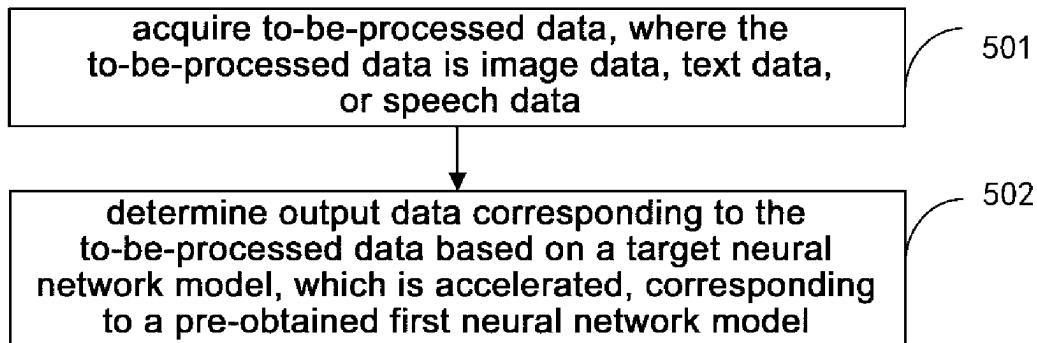 acquire to-be-processed data, where the
to-be-processed data is image data, text data,
or speech data
501
determine output data corresponding to the
to-be-processed data based on a target neural
network model, which is accelerated, corresponding
to a pre-obtained first neural network model
502